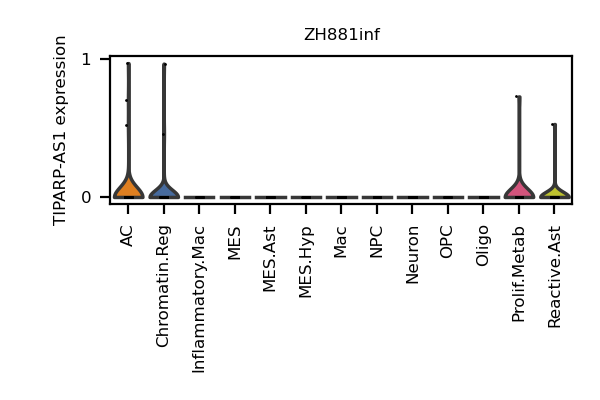 ZH881inf
TIPARP-AS1 expression
1
0
AC
Chromatin.Reg
Inflammatory.Mac
MES
MES.Ast
MES.Hyp
Mac
NPC
Neuron
OPC
Oligo
Prolif.Metab
Reactive.Ast